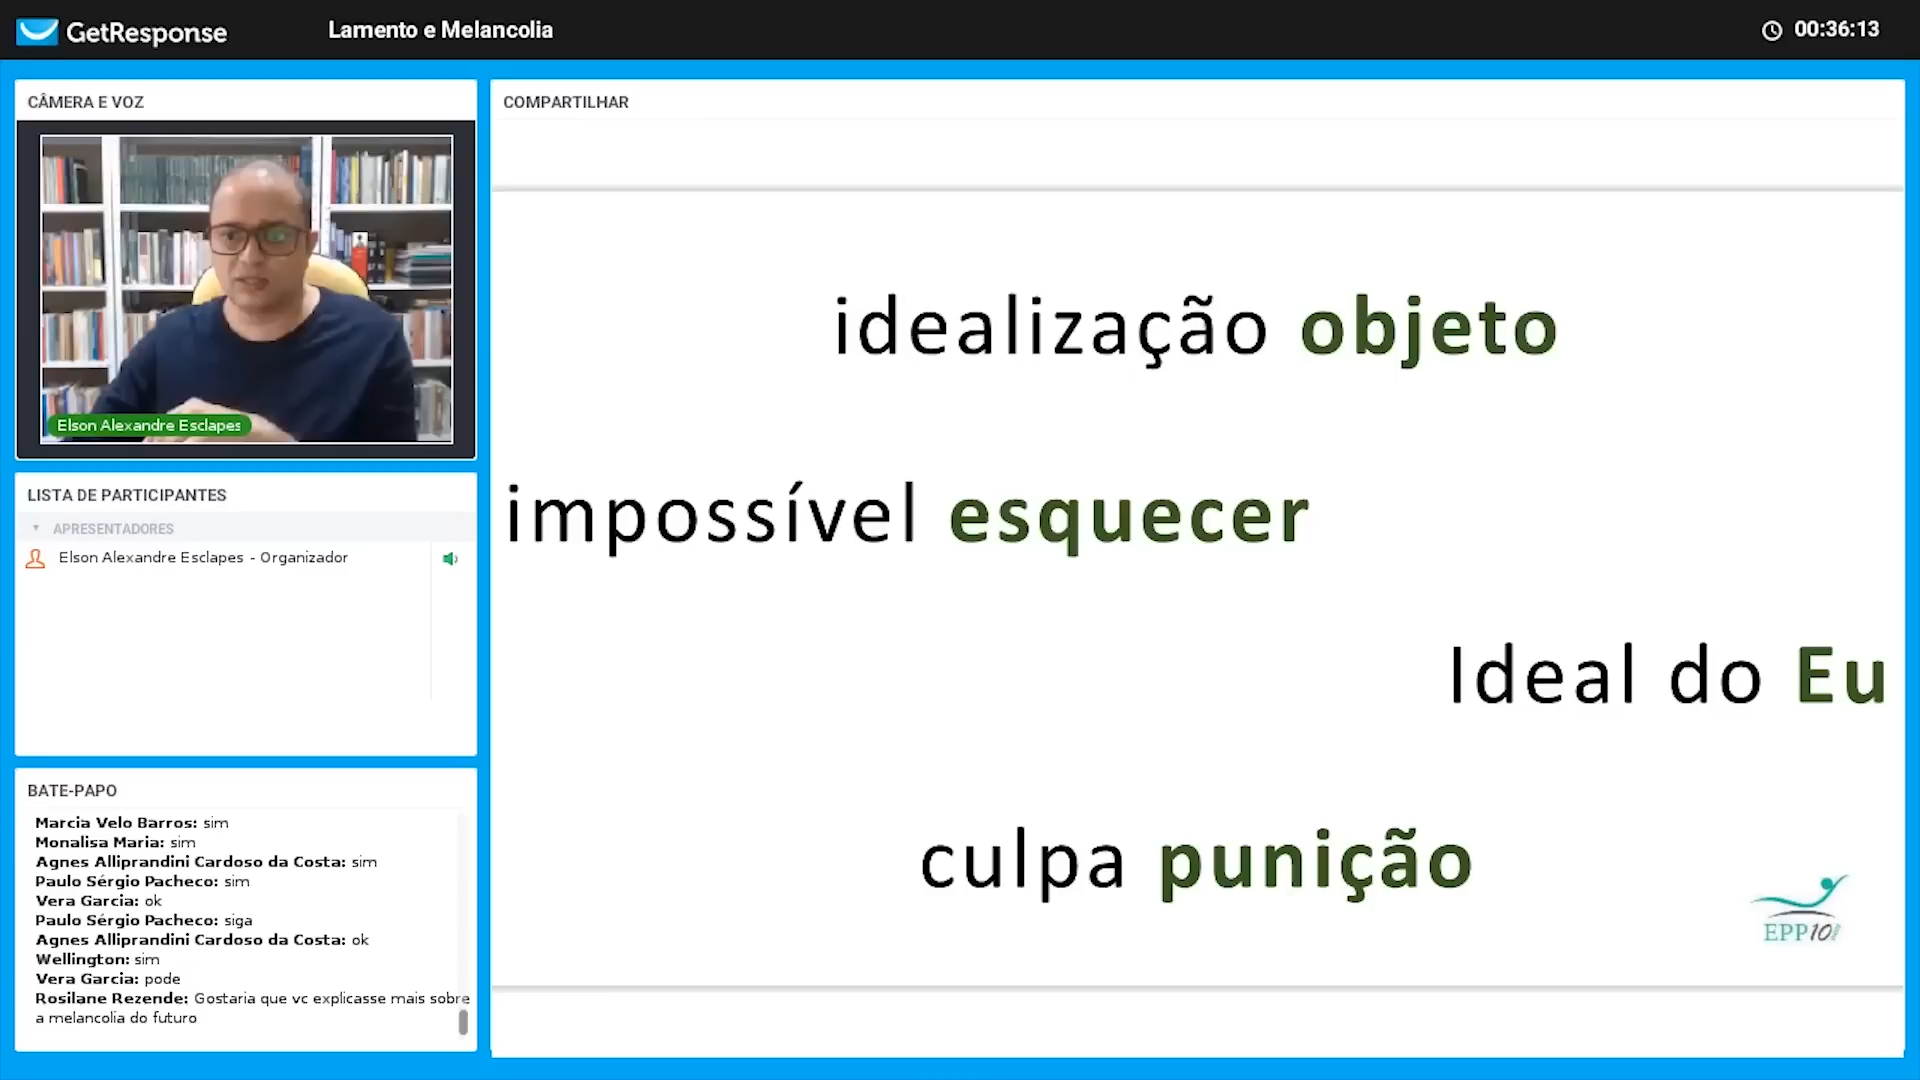 GetResponse
Lamento e Melancolia
00:36:13
CÂMERA E VOZ
Elson Alexandre Esclapes
LISTA DE PARTICIPANTES
APRESENTADORES
Elson Alexandre Esclapes - Organizador
BATE-PAPO
Marcia Velo Barros: sim
Monalisa Maria: sim
Agnes Alliprandini Cardoso da Costa: sim
Paulo Sérgio Pacheco: sim
Vera Garcia: ok
Paulo Sérgio Pacheco: siga
Agnes Alliprandini Cardoso da Costa: ok
Wellington: sim
Vera Garcia: pode
Rosilane Rezende: Gostaria que vc explicasse mais sobre
a melancolia do futuro
COMPARTILHAR
idealização objeto
impossível esquecer
Ideal do Eu
culpa punição
EPP10